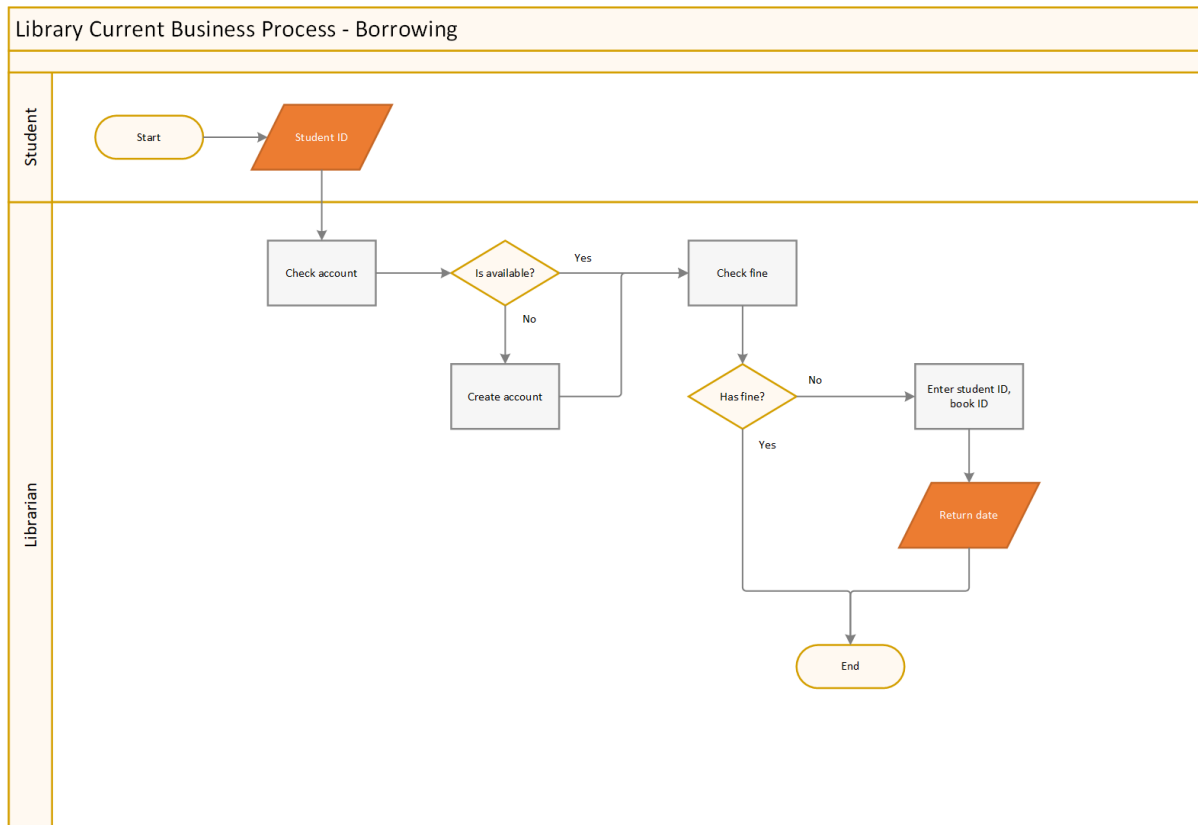 Library Current Business Process - Borrowing
Student
Start
Student ID
Librarian
Check account
Is available?
Yes
Check fine
No
Create account
Has fine?
No
Enter student ID,
book ID
Yes
Return date
End